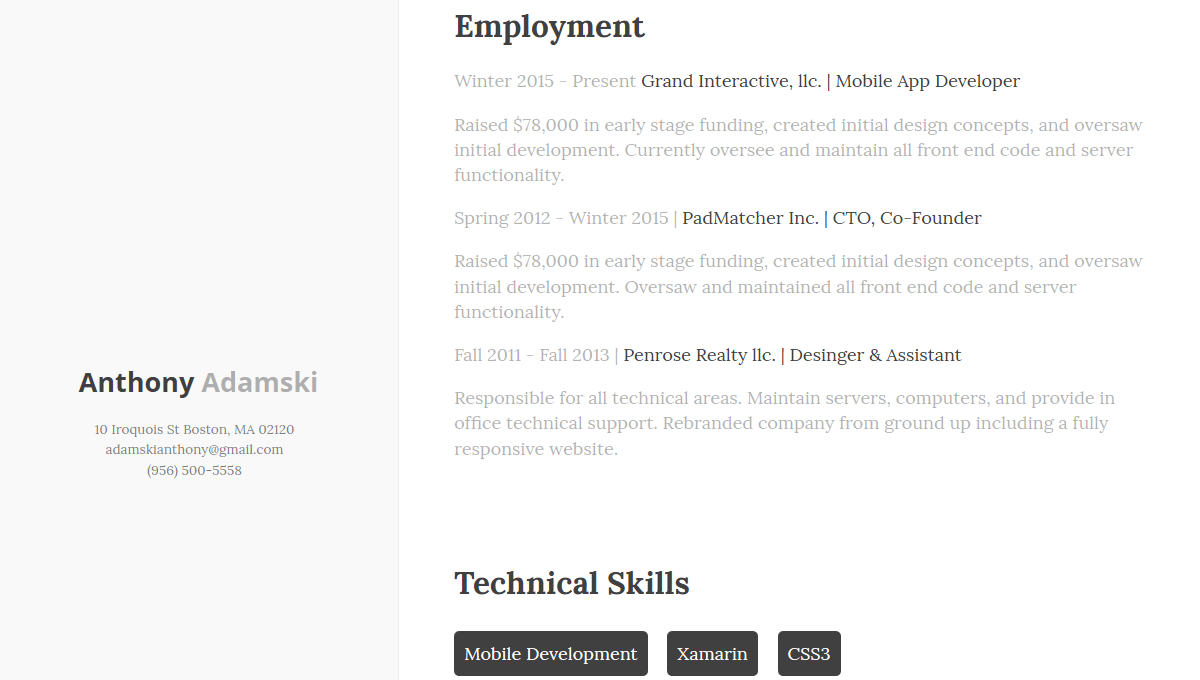 Anthony Adamski
10 Iroquois St Boston, MA 02120
adamskianthony@gmail.com
(956) 500-5558
Employment
Winter 2015 - Present Grand Interactive, llc. | Mobile App Developer
Raised $78,000 in early stage funding, created initial design concepts, and oversaw
initial development. Currently oversee and maintain all front end code and server
functionality.
Spring 2012 - Winter 2015 | PadMatcher Inc. | CTO, Co-Founder
Raised $78,000 in early stage funding, created initial design concepts, and oversaw
initial development. Oversaw and maintained all front end code and server
functionality.
Fall 2011 - Fall 2013 | Penrose Realty llc. | Desinger & Assistant
Responsible for all technical areas. Maintain servers, computers, and provide in
office technical support. Rebranded company from ground up including a fully
responsive website.
Technical Skills
Mobile Development Xamarin CSS3